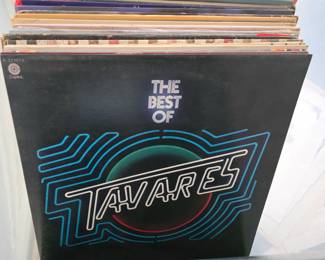 THE
BEST
OF
TAVARES